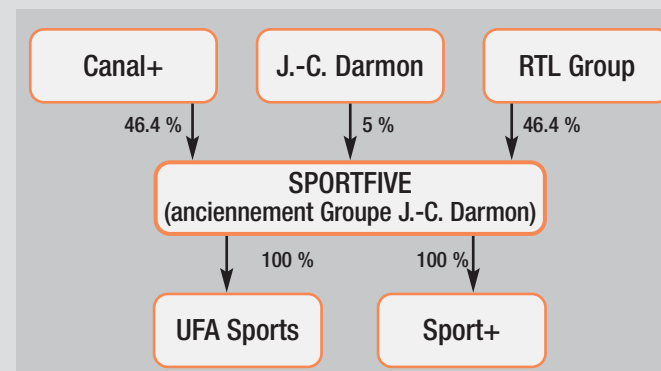 Canal+
J.-C. Darmon
RTL Group
46.4 %
5 %
46.4 %
SPORTFIVE
(anciennement Groupe J.-C. Darmon)
100 %
100 %
UFA Sports
Sport+